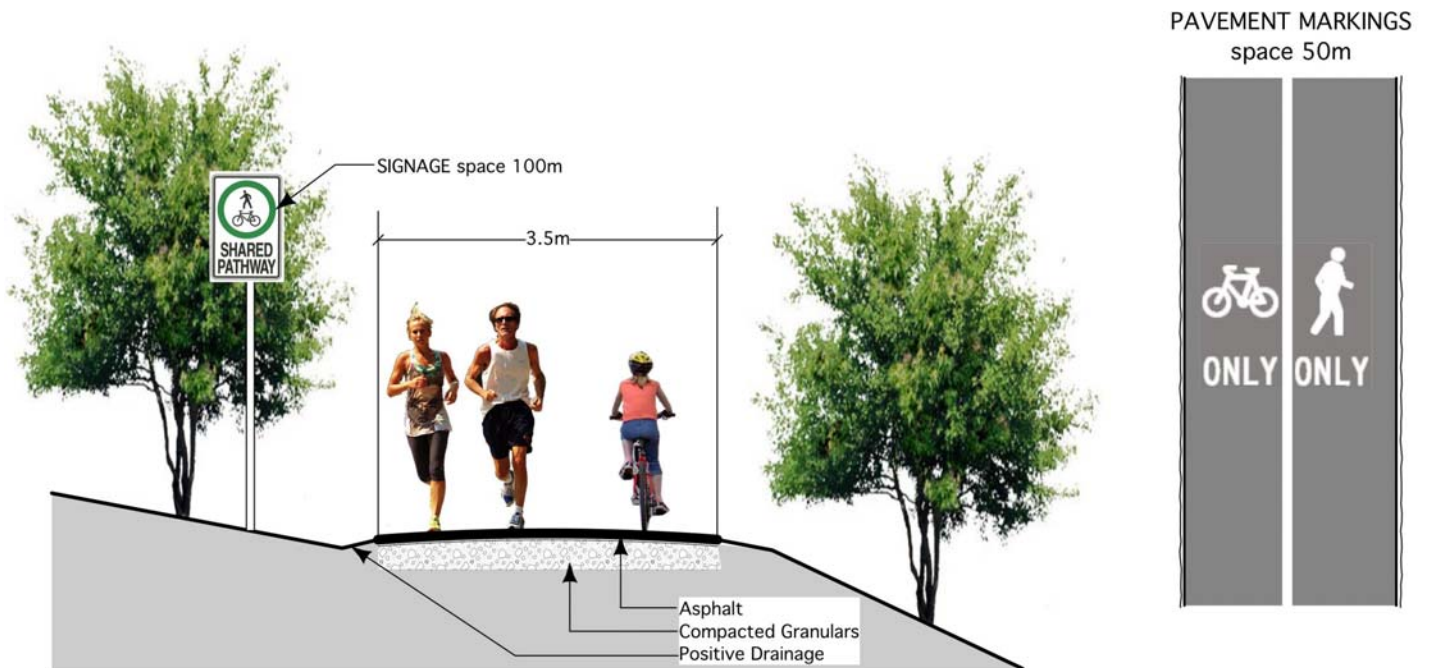 PAVEMENT MARKINGS
space 50m
SIGNAGE space 100m
SHARED
PATHWAY
3.5m
ONLY ONLY
Asphalt
Compacted Granulars
Positive Drainage